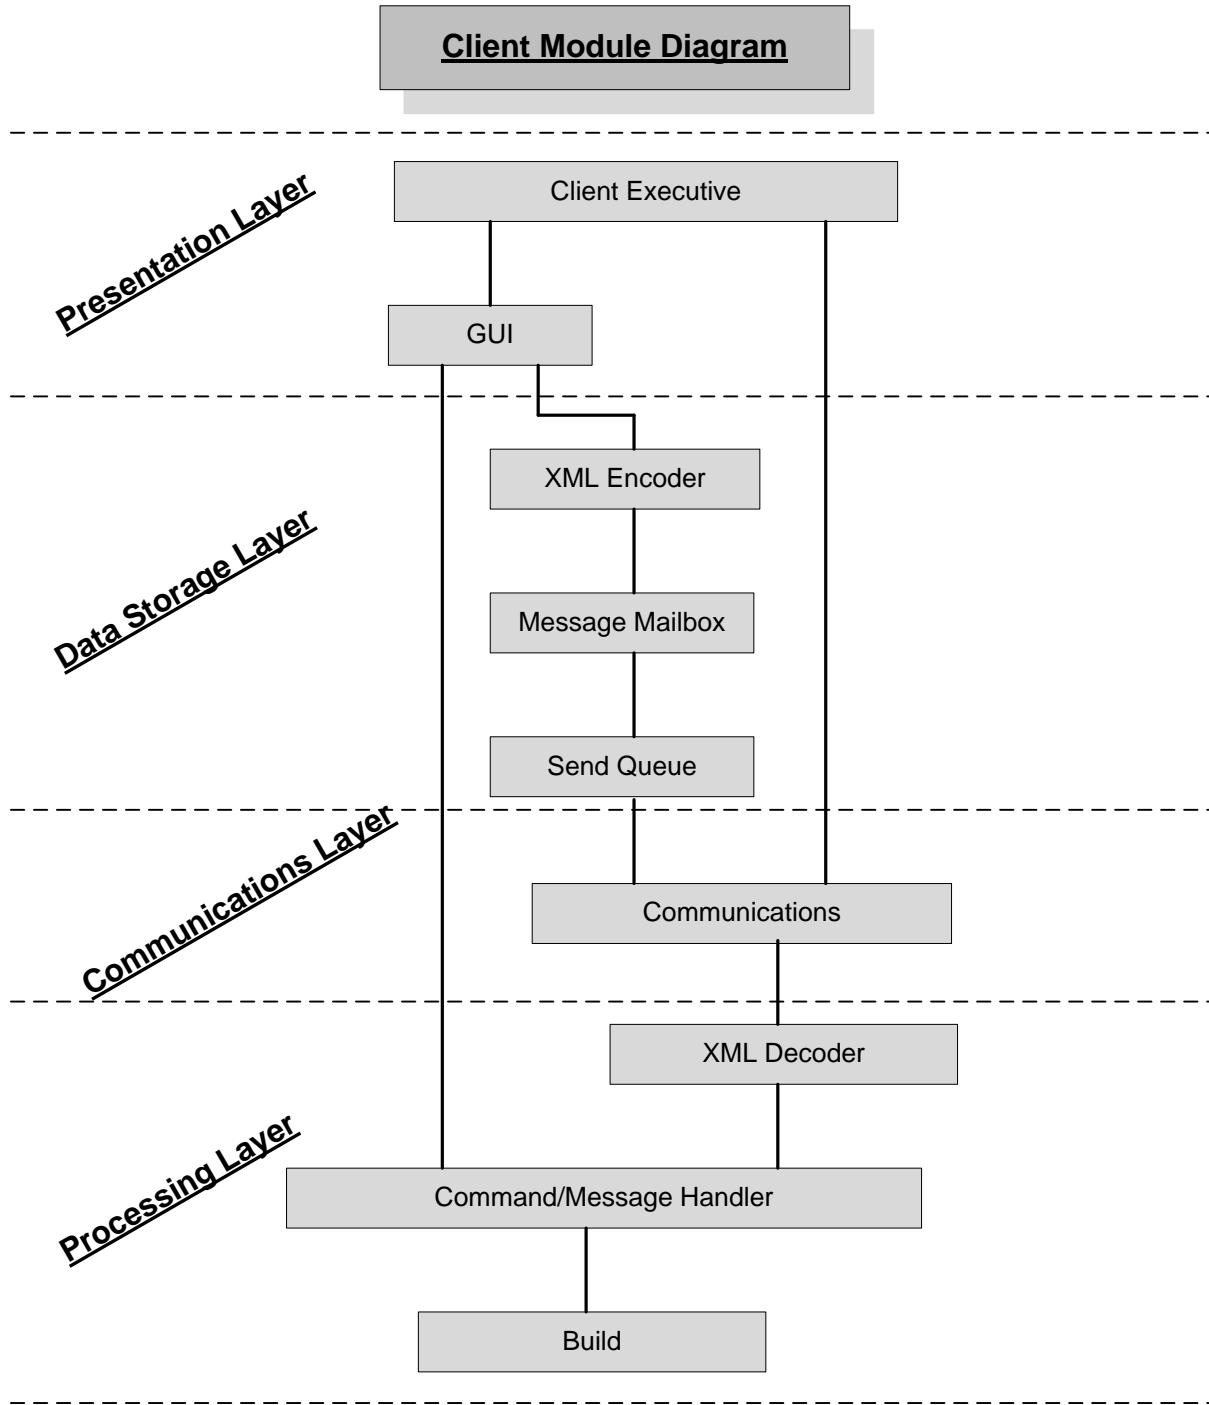 Client Module Diagram
Presentation Layer
Client Executive
GUI
Data Storage Layer
XML Encoder
Message Mailbox
Send Queue
Communications Layer
Communications
Processing Layer
XML Decoder
Command/Message Handler
Build